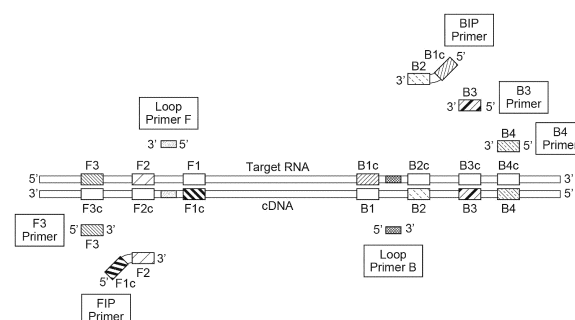 BIP
Primer
B1c 5’
B2
3’
B3
3’ 5’
B3
Primer
B4
3’ 5’
B4
Primer
Loop
Primer F
3’ 5’
F3 F2 F1 Target RNA B1c B2c B3c B4c
5’ 3’
3’ 5’
F3c F2c F1c cDNA B1 B2 B3 B4
F3
Primer
5’ 3’
F3
3’
F2
5’ F1c
FIP
Primer
5’ 3’
Loop
Primer B